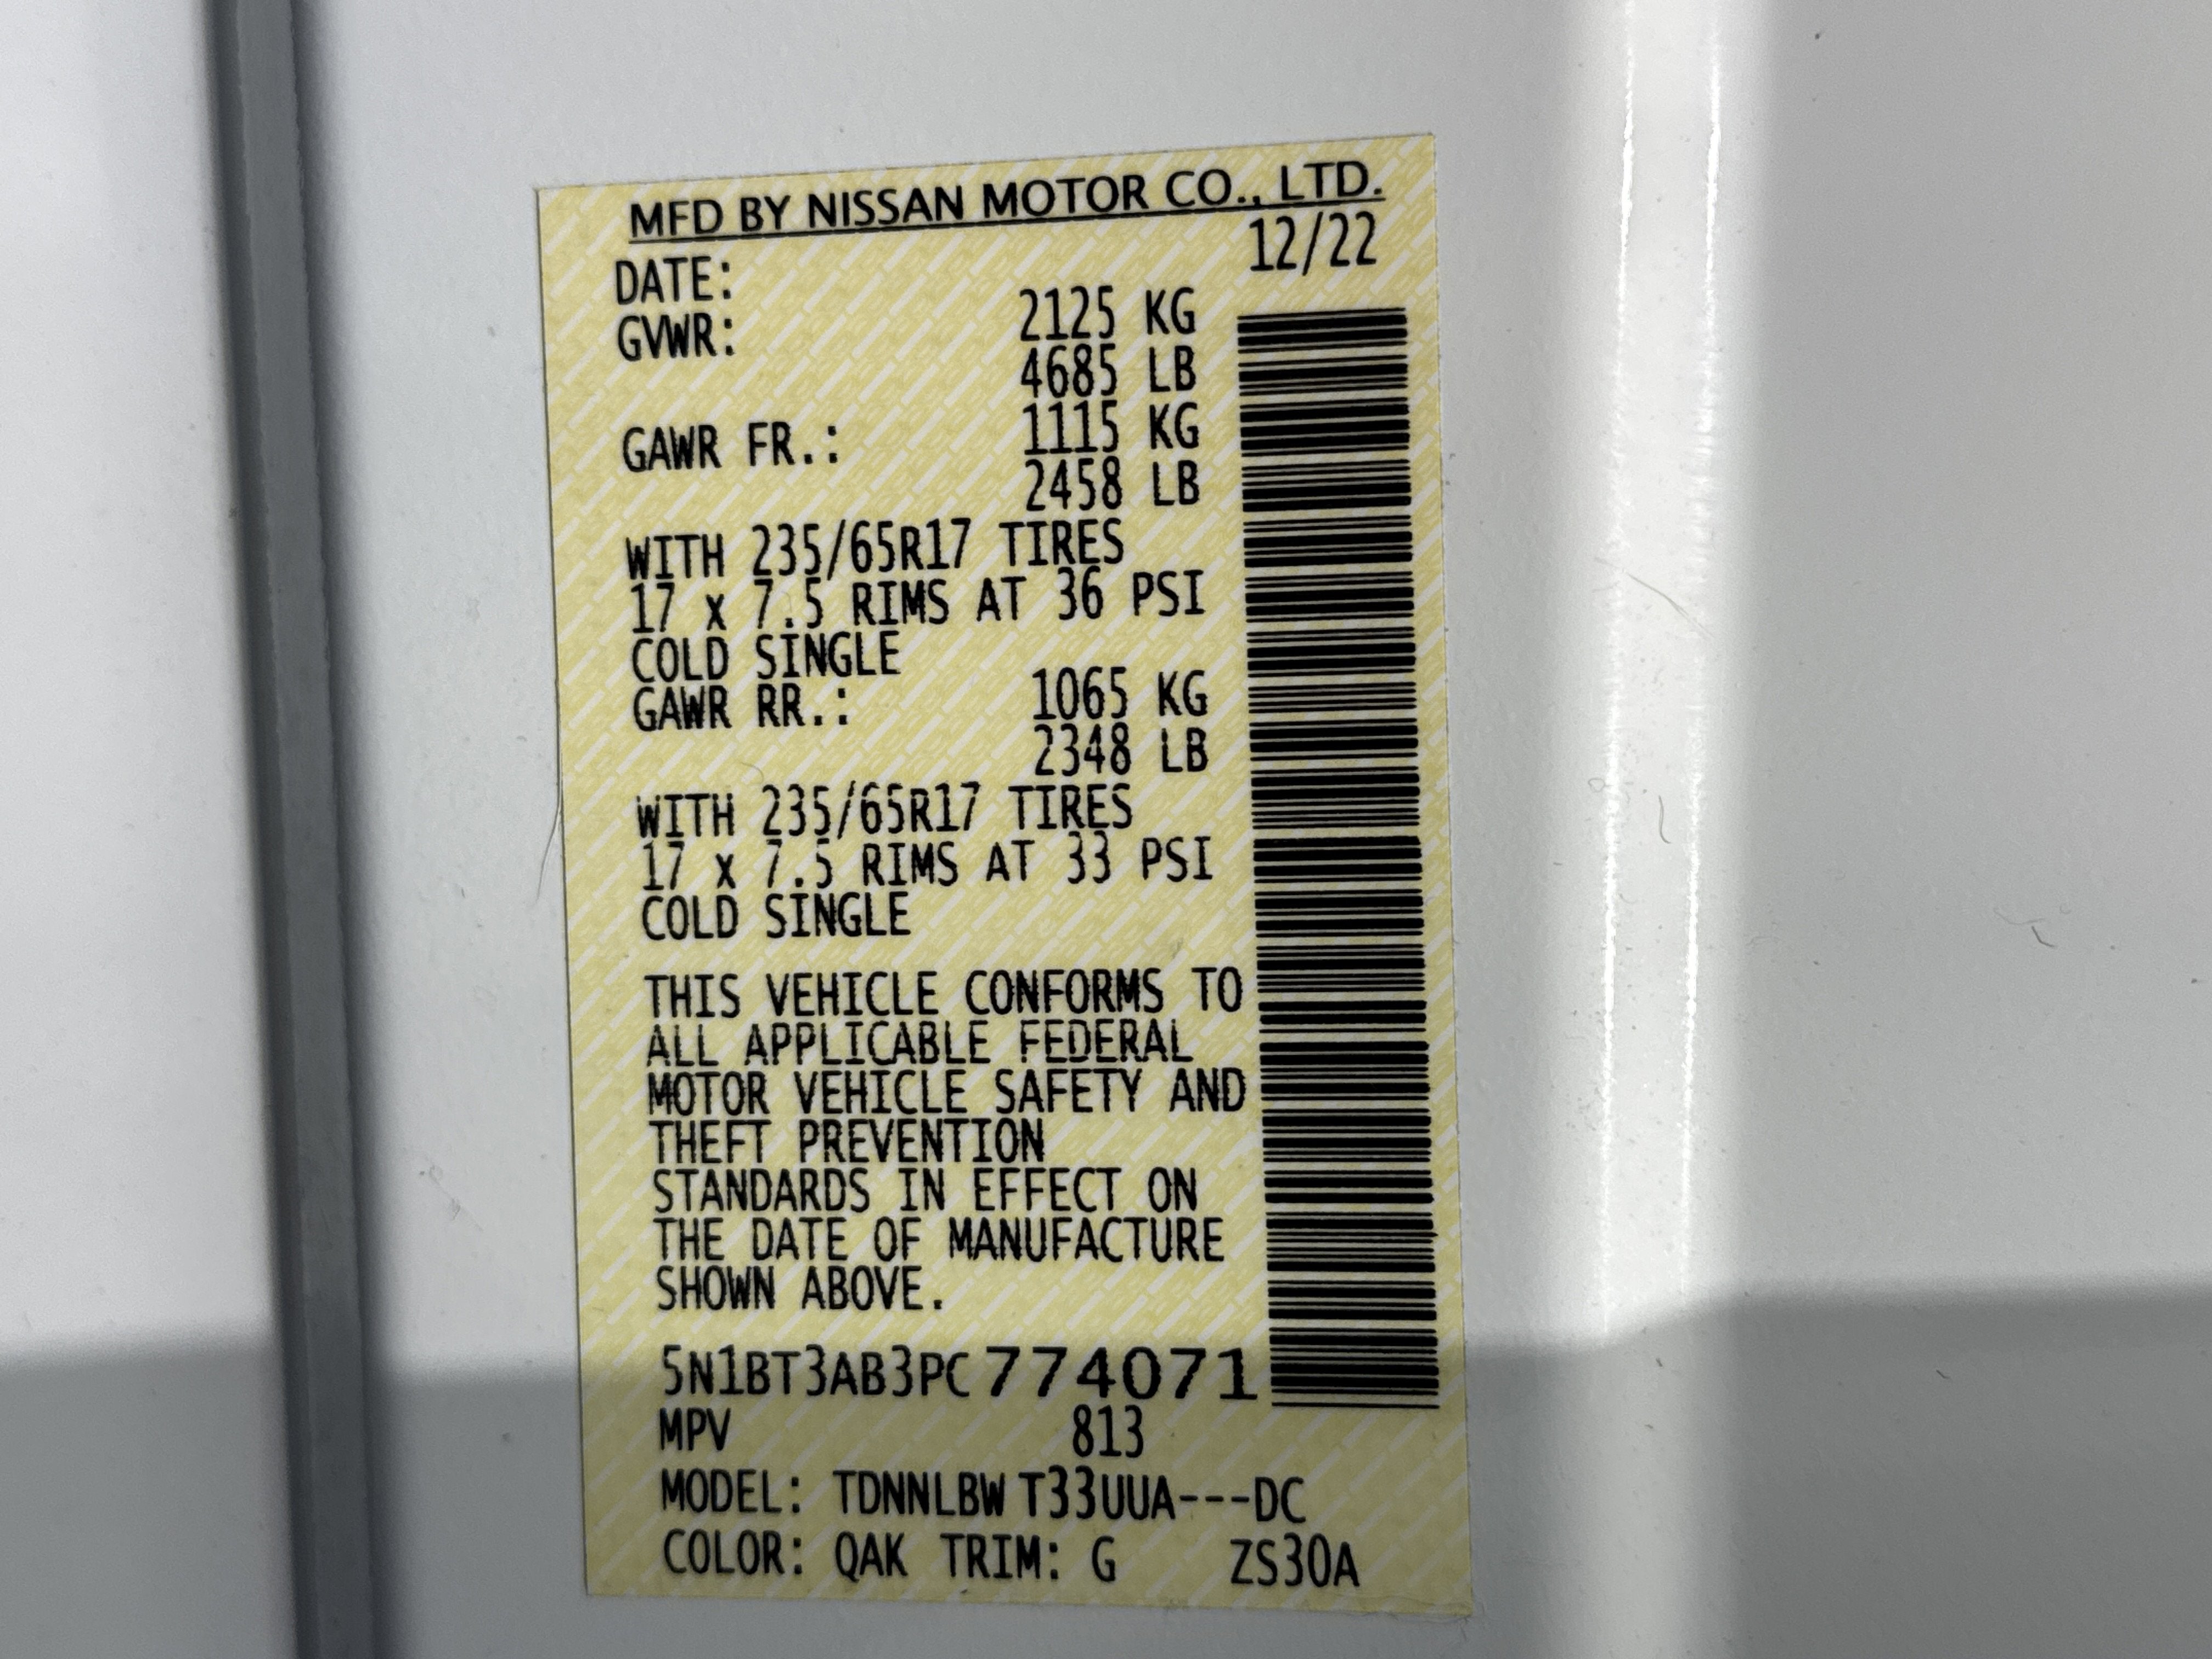 MFD BY NISSAN MOTOR CO., LTD.
DATE: 12/22
GVWR: 2125 KG
4685 LB
GAWR FR.: 1115 KG
2458 LB
WITH 235/65R17 TIRES
17 x 7.5 RIMS AT 36 PSI
COLD SINGLE
GAWR RR.: 1065 KG
2348 LB
WITH 235/65R17 TIRES
17 x 7.5 RIMS AT 33 PSI
COLD SINGLE
THIS VEHICLE CONFORMS TO
ALL APPLICABLE FEDERAL
MOTOR VEHICLE SAFETY AND
THEFT PREVENTION
STANDARDS IN EFFECT ON
THE DATE OF MANUFACTURE
SHOWN ABOVE.
5N1BT3AB3PC774071
MPV 813
MODEL: TDNNLBW T33UUA---DC
COLOR: QAK TRIM: G ZS30A